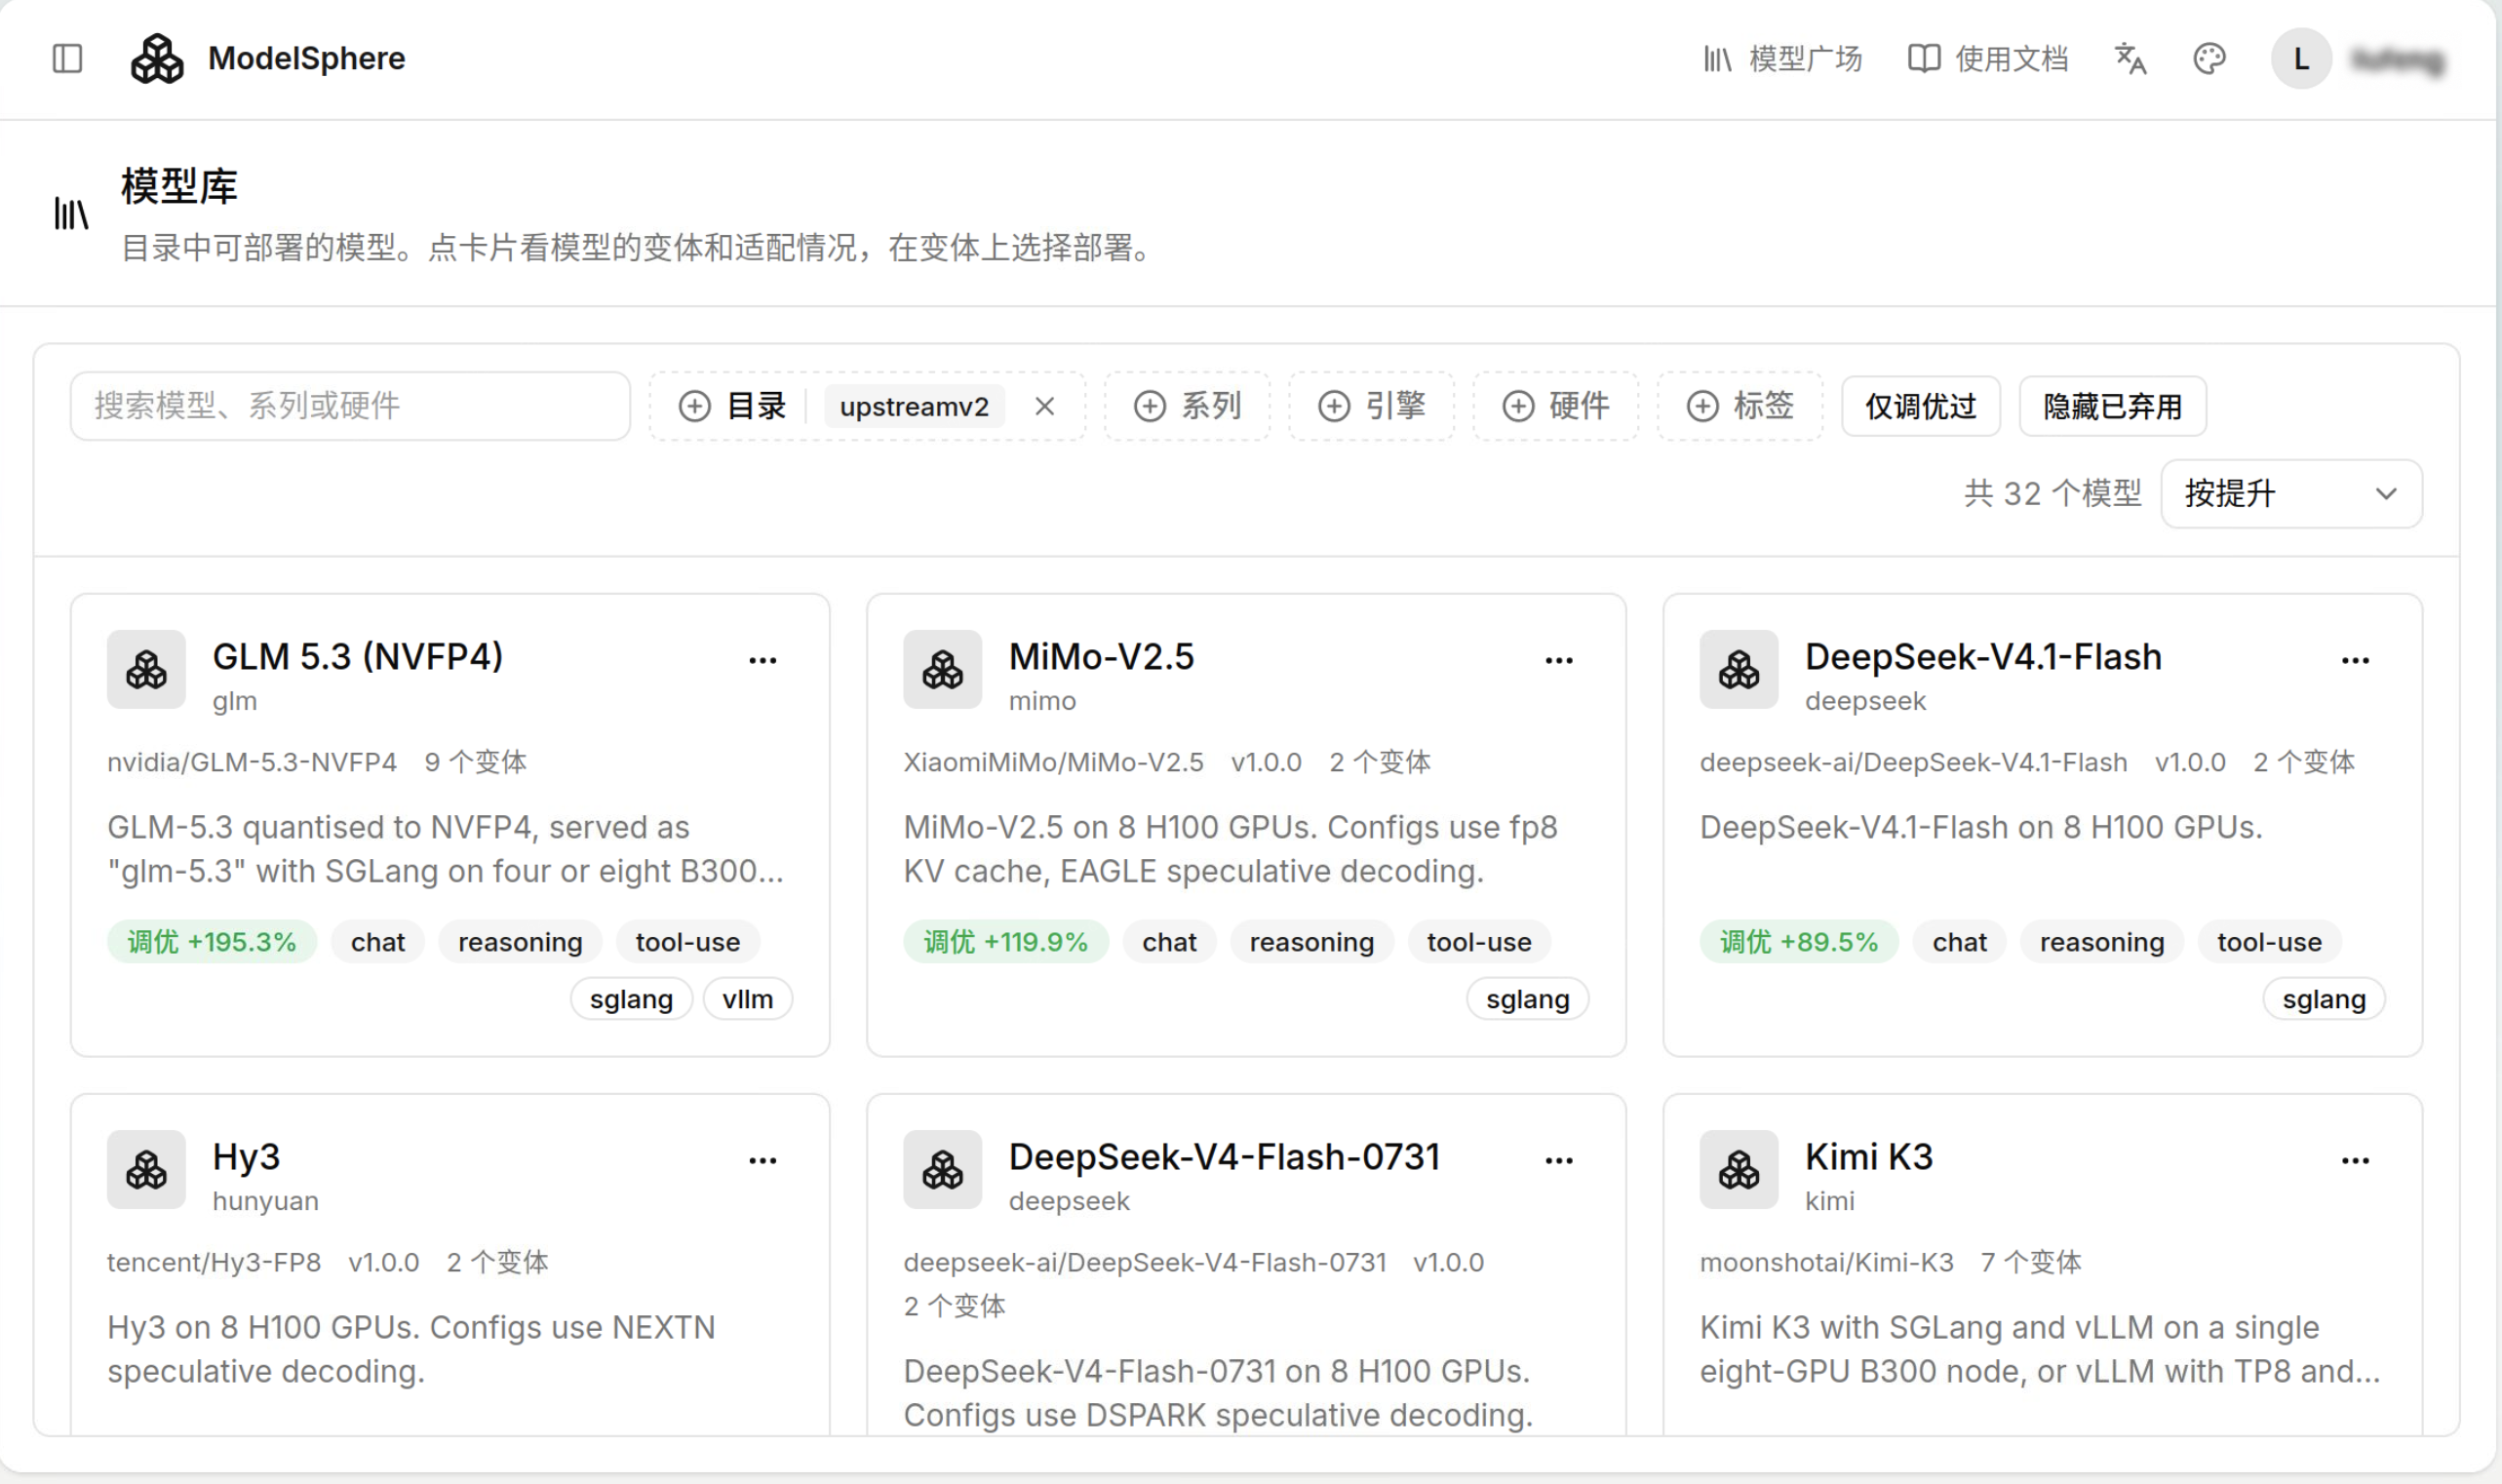 ModelSphere
模型广场
使用文档
L
模型库
目录中可部署的模型。点卡片看模型的变体和适配情况，在变体上选择部署。
搜索模型、系列或硬件
目录 upstreamv2
系列
引擎
硬件
标签
仅调优过
隐藏已弃用
共 32 个模型
按提升
GLM 5.3 (NVFP4)
glm
nvidia/GLM-5.3-NVFP4 9 个变体
GLM-5.3 quantised to NVFP4, served as
"glm-5.3" with SGLang on four or eight B300...
调优 +195.3% chat reasoning tool-use
sglang vllm
MiMo-V2.5
mimo
XiaomiMiMo/MiMo-V2.5 v1.0.0 2 个变体
MiMo-V2.5 on 8 H100 GPUs. Configs use fp8
KV cache, EAGLE speculative decoding.
调优 +119.9% chat reasoning tool-use
sglang
DeepSeek-V4.1-Flash
deepseek
deepseek-ai/DeepSeek-V4.1-Flash v1.0.0 2 个变体
DeepSeek-V4.1-Flash on 8 H100 GPUs.
调优 +89.5% chat reasoning tool-use
sglang
Hy3
hunyuan
tencent/Hy3-FP8 v1.0.0 2 个变体
Hy3 on 8 H100 GPUs. Configs use NEXTN
speculative decoding.
DeepSeek-V4-Flash-0731
deepseek
deepseek-ai/DeepSeek-V4-Flash-0731 v1.0.0
2 个变体
DeepSeek-V4-Flash-0731 on 8 H100 GPUs.
Configs use DSPARK speculative decoding.
Kimi K3
kimi
moonshotai/Kimi-K3 7 个变体
Kimi K3 with SGLang and vLLM on a single
eight-GPU B300 node, or vLLM with TP8 and...